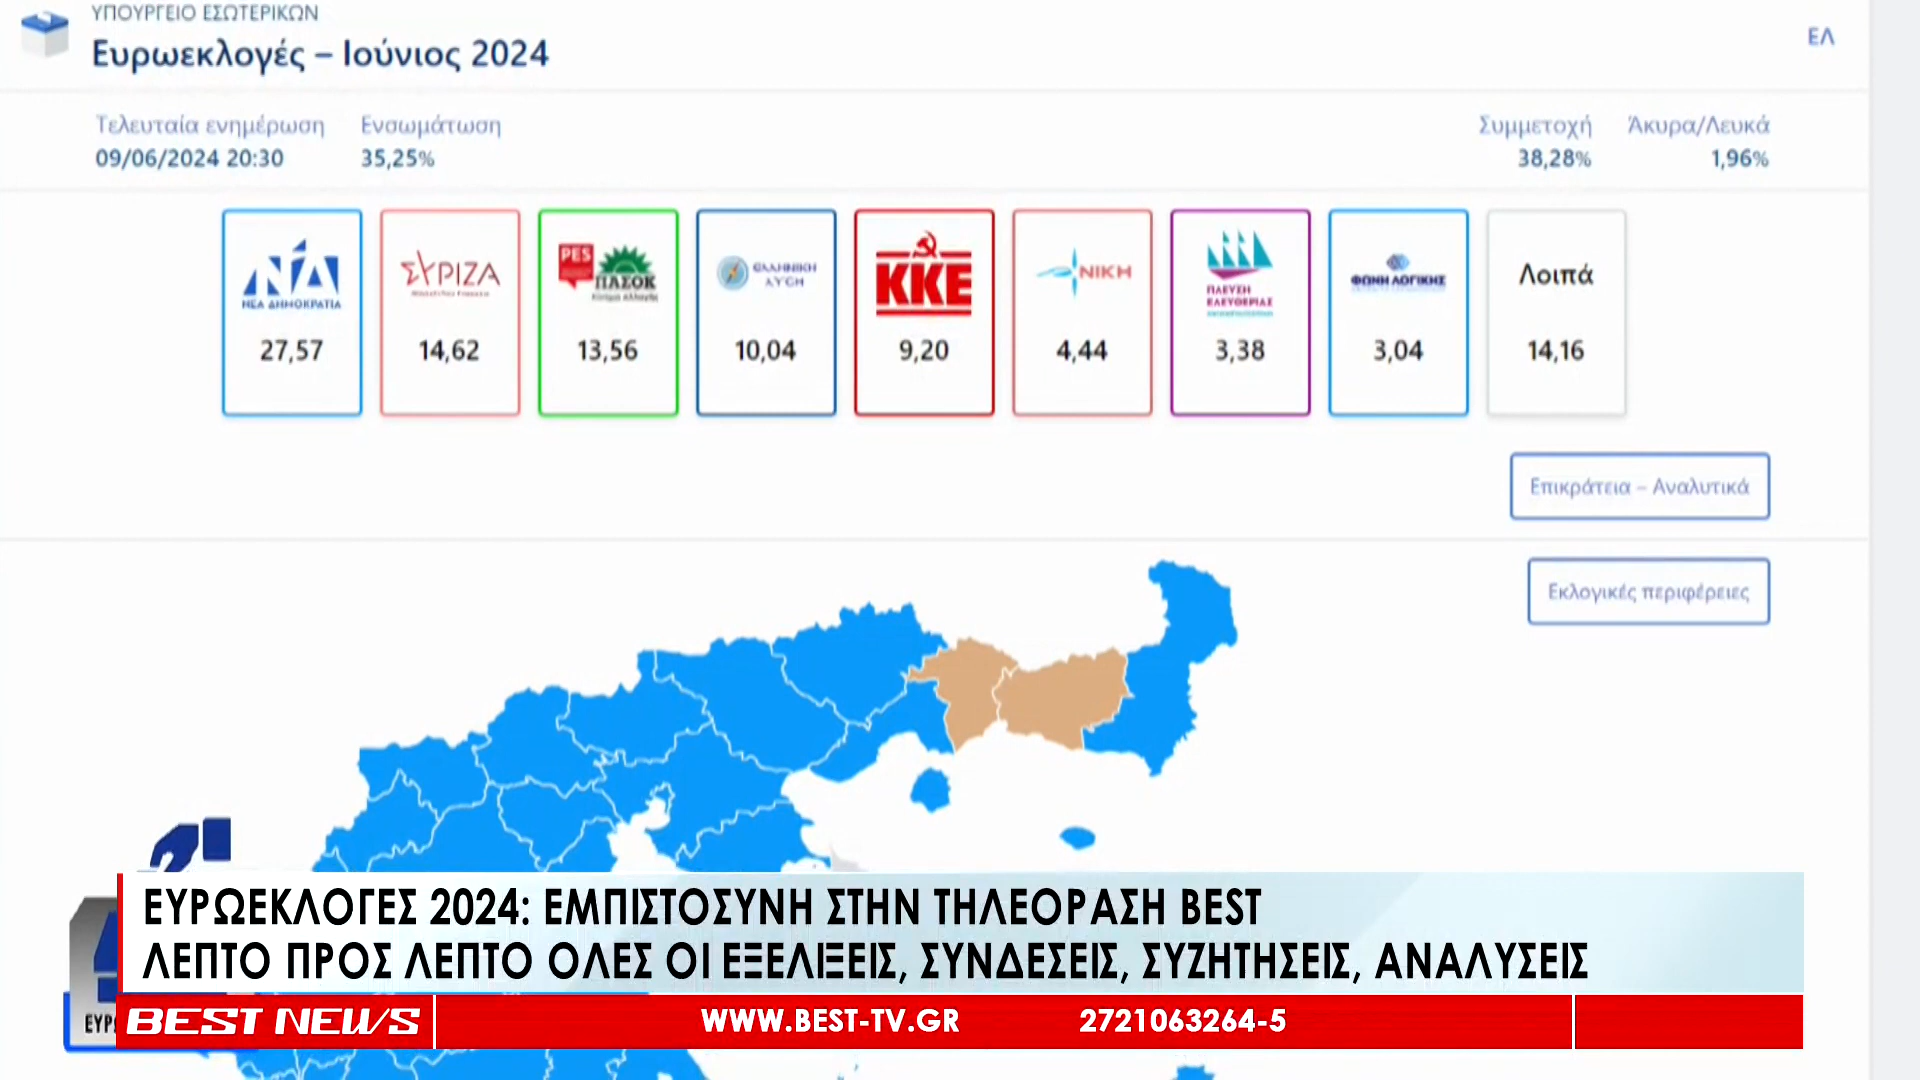 ΥΠΟΥΡΓΕΙΟ ΕΣΩΤΕΡΙΚΩΝ
Ευρωεκλογές – Ιούνιος 2024
ΕΛ
Τελευταία ενημέρωση Ενσωμάτωση Συμμετοχή Άκυρα/Λευκά
09/06/2024 20:30 35,25% 38,28% 1,96%
ΝΔ
ΝΕΑ ΔΗΜΟΚΡΑΤΙΑ
27,57
ΣΥΡΙΖΑ
14,62
PES
ΠΑΣΟΚ
13,56
ΕΛΛΗΝΙΚΗ
ΛΥΣΗ
10,04
ΚΚΕ
9,20
ΝΙΚΗ
4,44
ΠΛΕΥΣΗ
ΕΛΕΥΘΕΡΙΑΣ
3,38
ΦΩΝΗ ΛΟΓΙΚΗΣ
3,04
Λοιπά
14,16
Επικράτεια – Αναλυτικά
Εκλογικές περιφέρειες
ΕΥΡΩΕΚΛΟΓΕΣ 2024: ΕΜΠΙΣΤΟΣΥΝΗ ΣΤΗΝ ΤΗΛΕΟΡΑΣΗ BEST
ΛΕΠΤΟ ΠΡΟΣ ΛΕΠΤΟ ΟΛΕΣ ΟΙ ΕΞΕΛΙΞΕΙΣ, ΣΥΝΔΕΣΕΙΣ, ΣΥΖΗΤΗΣΕΙΣ, ΑΝΑΛΥΣΕΙΣ
BEST NEWS WWW.BEST-TV.GR 2721063264-5